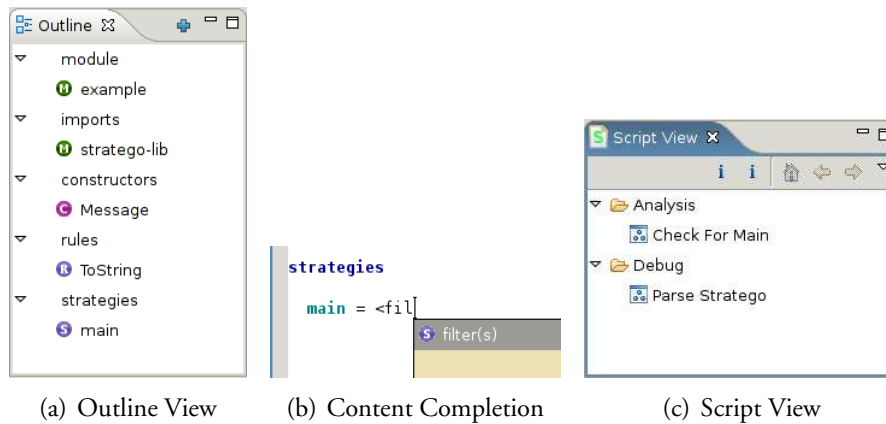 Outline
module
example
imports
stratego-lib
constructors
Message
rules
ToString
strategies
main
strategies
main = <fil
filter(s)
Script View
Analysis
Check For Main
Debug
Parse Stratego
(a) Outline View
(b) Content Completion
(c) Script View